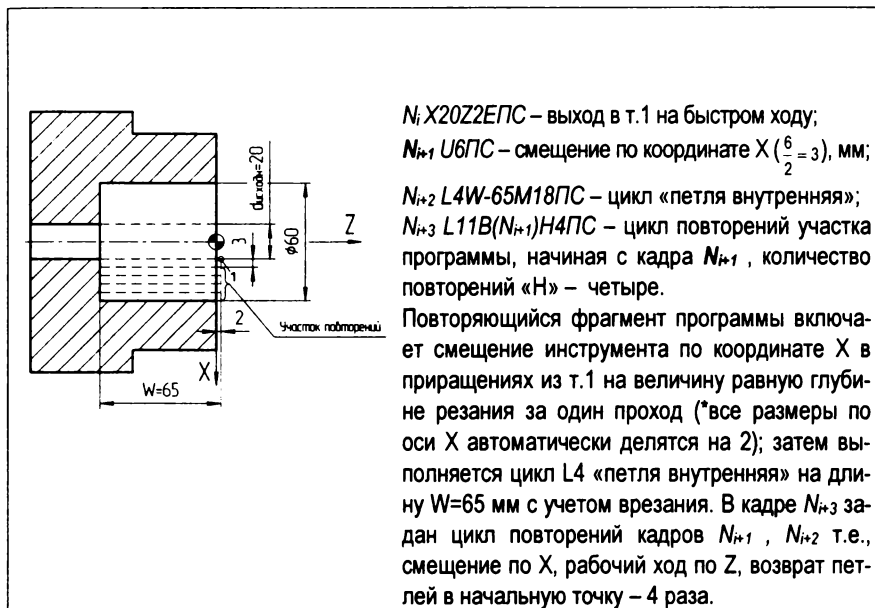 Dисходн=20
Z
3
⌀60
1
Участок повторений
2
X
W=65
Ni X20Z2EПС – выход в т.1 на быстром ходу;
Ni+1 U6ПС – смещение по координате X (6/2 = 3), мм;
Ni+2 L4W-65M18ПС – цикл «петля внутренняя»;
Ni+3 L11B(Ni+1)H4ПС – цикл повторений участка
программы, начиная с кадра Ni+1 , количество
повторений «Н» – четыре.
Повторяющийся фрагмент программы включа-
ет смещение инструмента по координате X в
приращениях из т.1 на величину равную глуби-
не резания за один проход (*все размеры по
оси X автоматически делятся на 2); затем вы-
полняется цикл L4 «петля внутренняя» на дли-
ну W=65 мм с учетом врезания. В кадре Ni+3 за-
дан цикл повторений кадров Ni+1 , Ni+2 т.е.,
смещение по X, рабочий ход по Z, возврат пет-
лей в начальную точку – 4 раза.